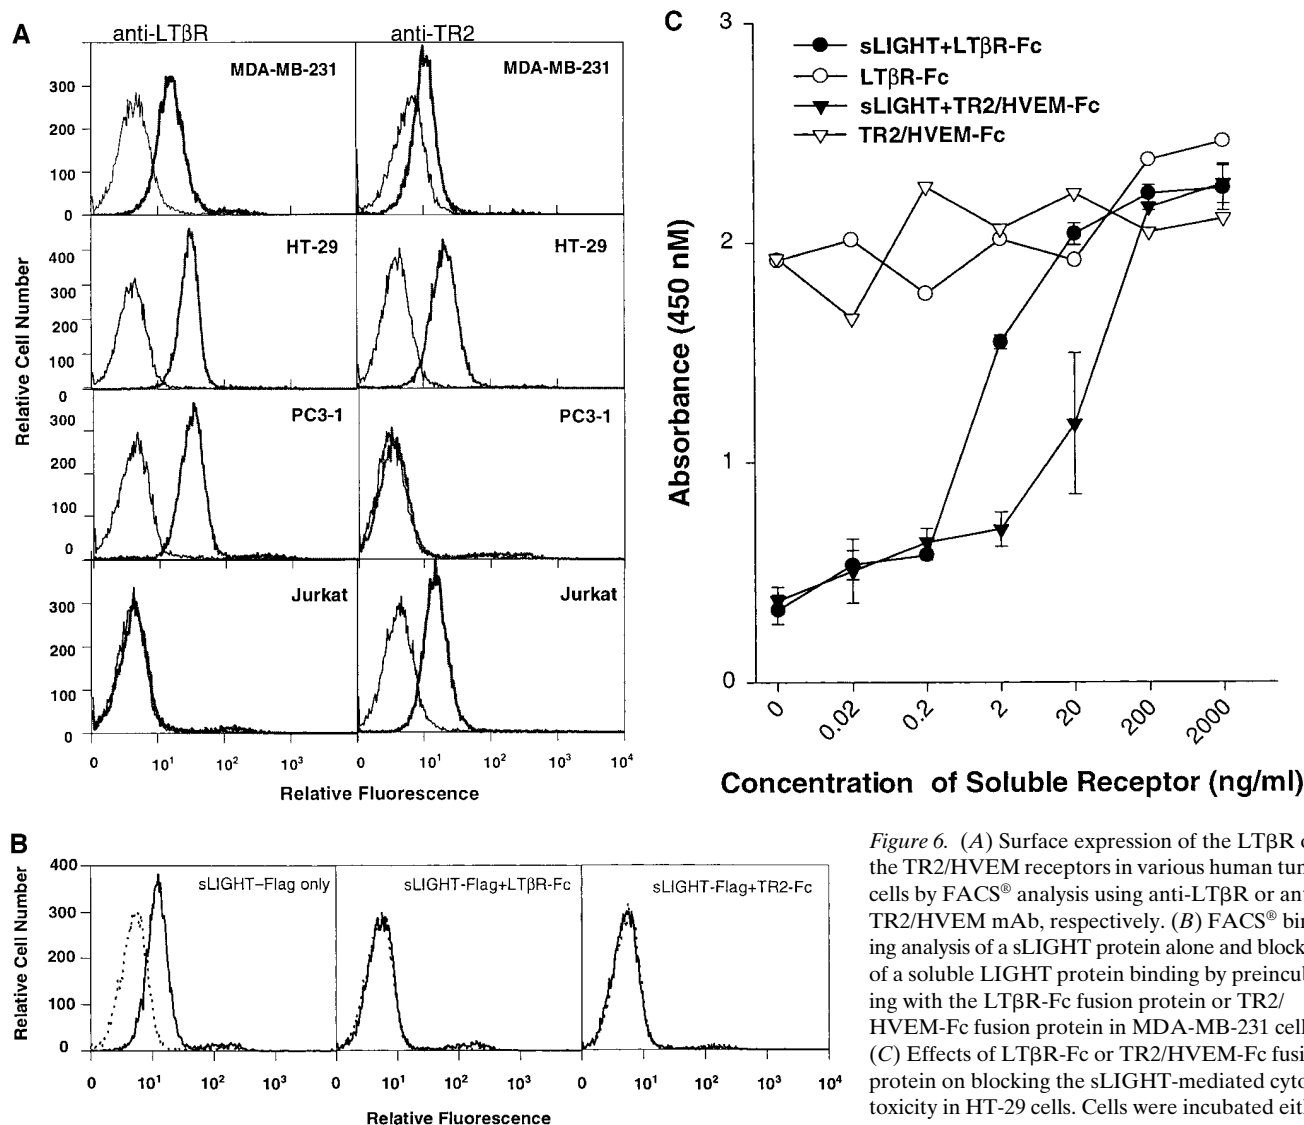 A
anti-LTβR
anti-TR2
MDA-MB-231
MDA-MB-231
300
200
100
0
HT-29
HT-29
400
300
200
100
0
PC3-1
PC3-1
300
200
100
0
Jurkat
Jurkat
300
200
100
0
Relative Cell Number
0 10¹ 10² 10³ 0 10¹ 10² 10³ 10⁴
Relative Fluorescence
B
400
300
200
100
0
Relative Cell Number
sLIGHT–Flag only
sLIGHT-Flag+LTβR-Fc
sLIGHT-Flag+TR2-Fc
0 10¹ 10² 0 10¹ 10² 10³ 0 10¹ 10² 10³ 10⁴
Relative Fluorescence
C
3
2
1
0
Absorbance (450 nM)
sLIGHT+LTβR-Fc
LTβR-Fc
sLIGHT+TR2/HVEM-Fc
TR2/HVEM-Fc
0 0.02 0.2 2 20 200 2000
Concentration of Soluble Receptor (ng/ml)
Figure 6. (A) Surface expression of the LTβR
the TR2/HVEM receptors in various human
cells by FACS® analysis using anti-LTβR or
TR2/HVEM mAb, respectively. (B) FACS®
ing analysis of a sLIGHT protein alone and
of a soluble LIGHT protein binding by
ing with the LTβR-Fc fusion protein or TR2/
HVEM-Fc fusion protein in MDA-MB-231
(C) Effects of LTβR-Fc or TR2/HVEM-Fc
protein on blocking the sLIGHT-mediated
toxicity in HT-29 cells. Cells were incubated